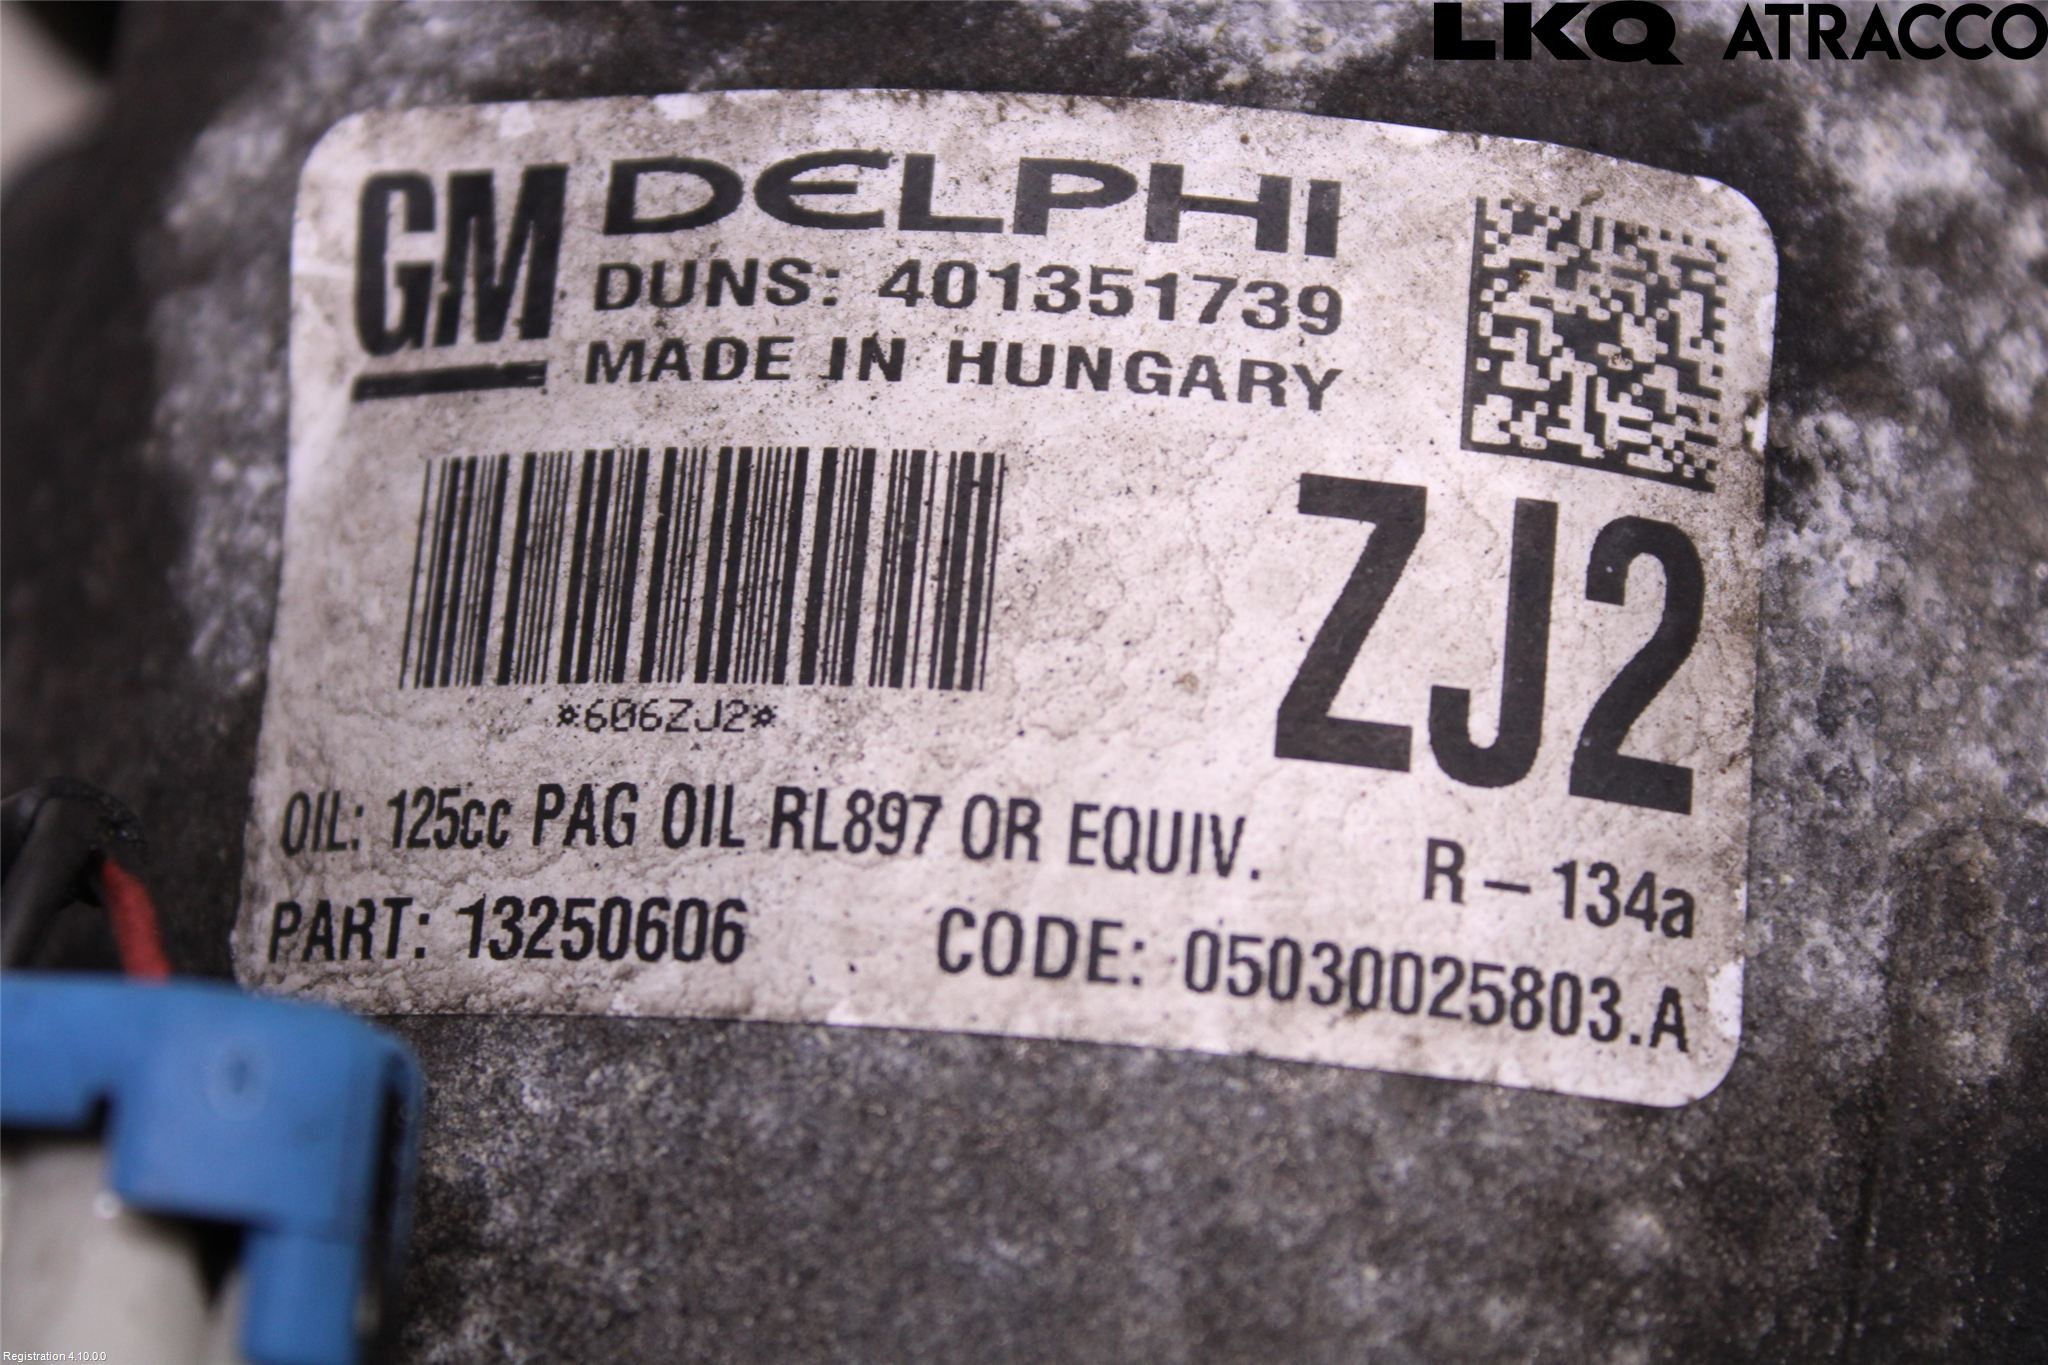 LKQ ATRACCO
GM DELPHI
DUNS: 401351739
MADE IN HUNGARY
*606ZJ2*
ZJ2
OIL: 125cc PAG OIL RL897 OR EQUIV. R-134a
PART: 13250606 CODE: 05030025803.A
Registration 4.10.0.0